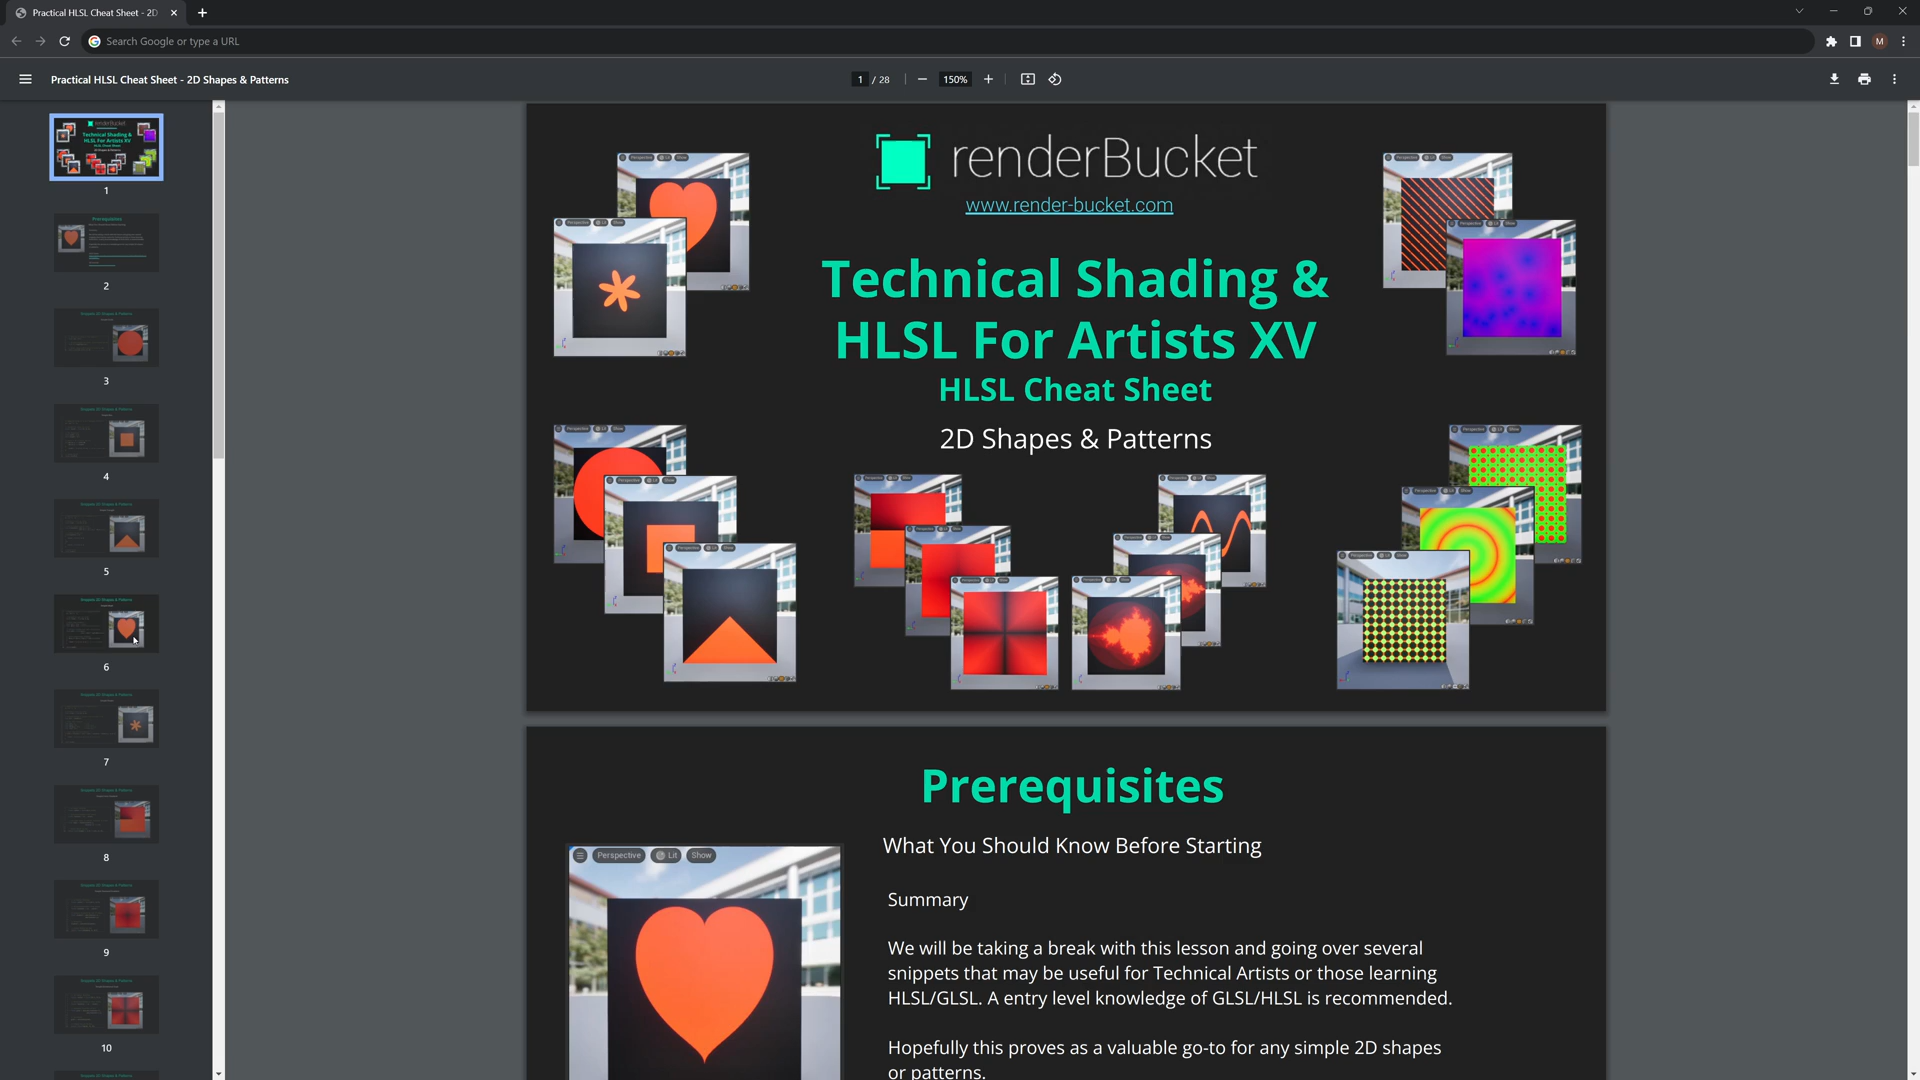 Practical HLSL Cheat Sheet - 2D
Search Google or type a URL
M
Practical HLSL Cheat Sheet - 2D Shapes & Patterns
1 / 28
150%
1
2
3
4
5
6
7
8
9
10
renderBucket
www.render-bucket.com
Technical Shading &
HLSL For Artists XV
HLSL Cheat Sheet
2D Shapes & Patterns
Prerequisites
What You Should Know Before Starting
Perspective
Lit
Show
Summary
We will be taking a break with this lesson and going over several
snippets that may be useful for Technical Artists or those learning
HLSL/GLSL. A entry level knowledge of GLSL/HLSL is recommended.
Hopefully this proves as a valuable go-to for any simple 2D shapes
or patterns.